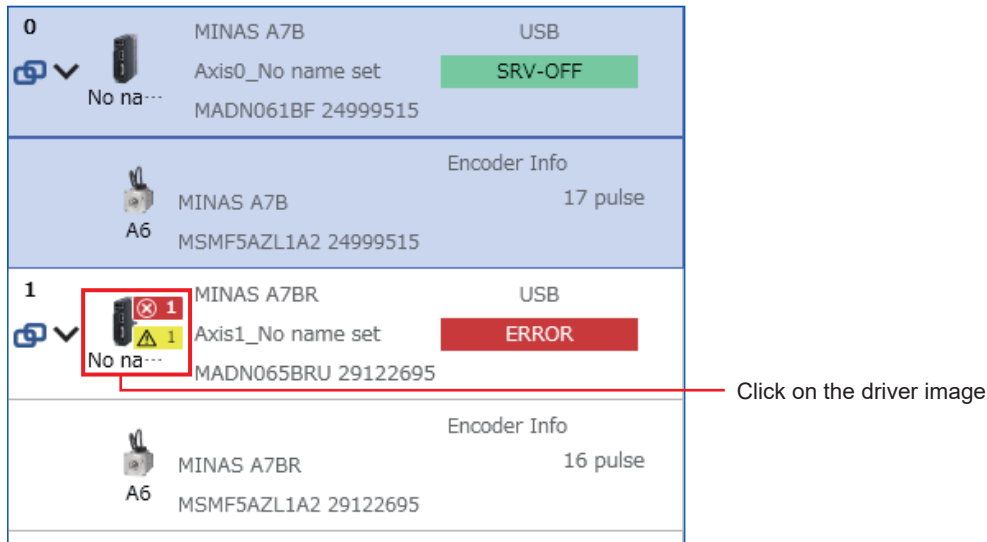 0
MINAS A7B
USB
Axis0_No name set
SRV-OFF
No na···
MADN061BF 24999515
Encoder Info
MINAS A7B
17 pulse
A6
MSMF5AZL1A2 24999515
1
1
MINAS A7BR
USB
1
Axis1_No name set
ERROR
No na···
MADN065BRU 29122695
Click on the driver image
Encoder Info
MINAS A7BR
16 pulse
A6
MSMF5AZL1A2 29122695